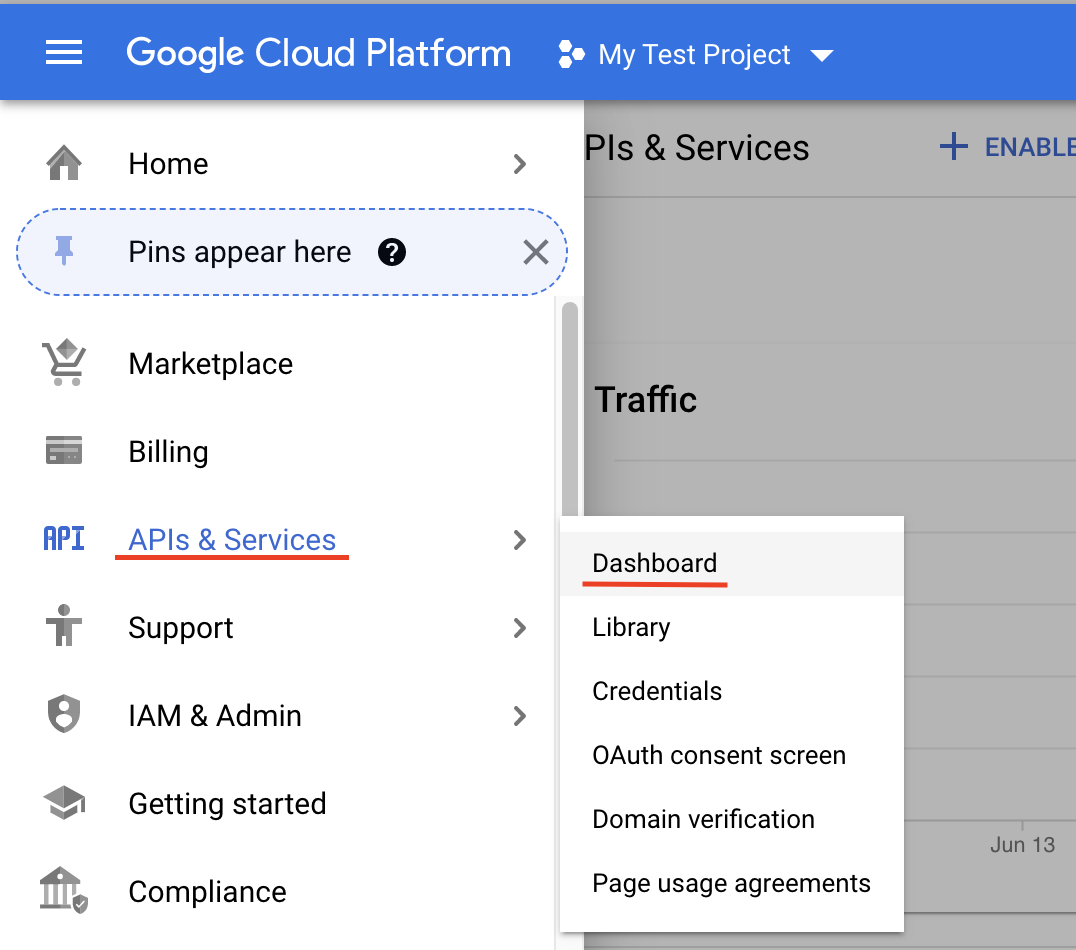 Google Cloud Platform
My Test Project
Home
Pins appear here ?
Marketplace
Billing
API APIs & Services
Support
IAM & Admin
Getting started
Compliance
PIs & Services
+ ENABLE
Traffic
Dashboard
Library
Credentials
OAuth consent screen
Domain verification
Page usage agreements
Jun 13